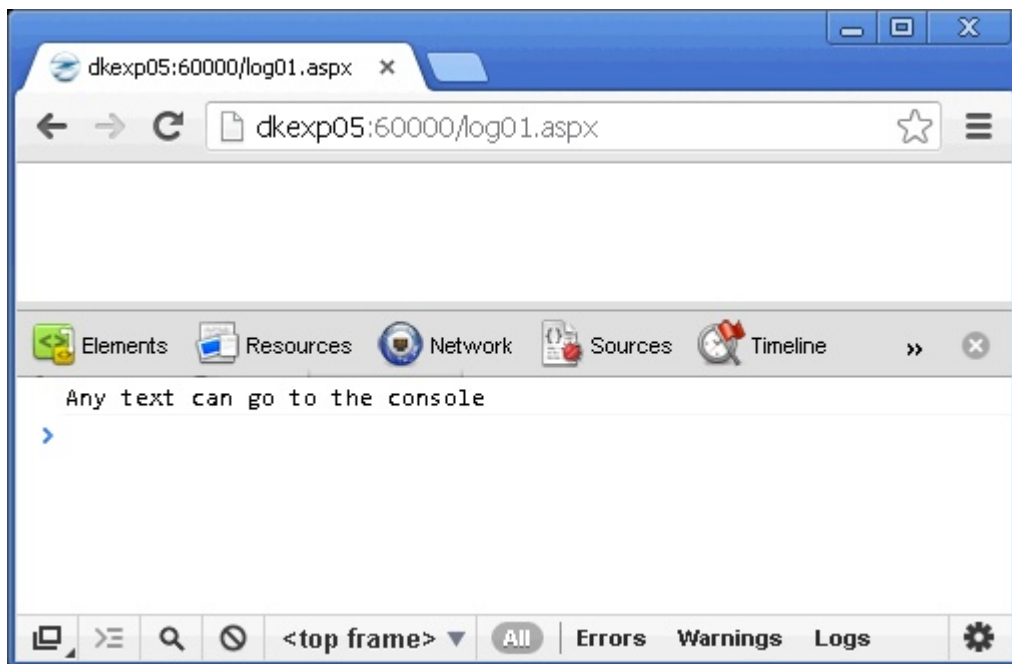 dkexp05:60000/log01.aspx
dkexp05:60000/log01.aspx
Elements Resources Network Sources Timeline »
Any text can go to the console
>
<top frame> ▼ All Errors Warnings Logs